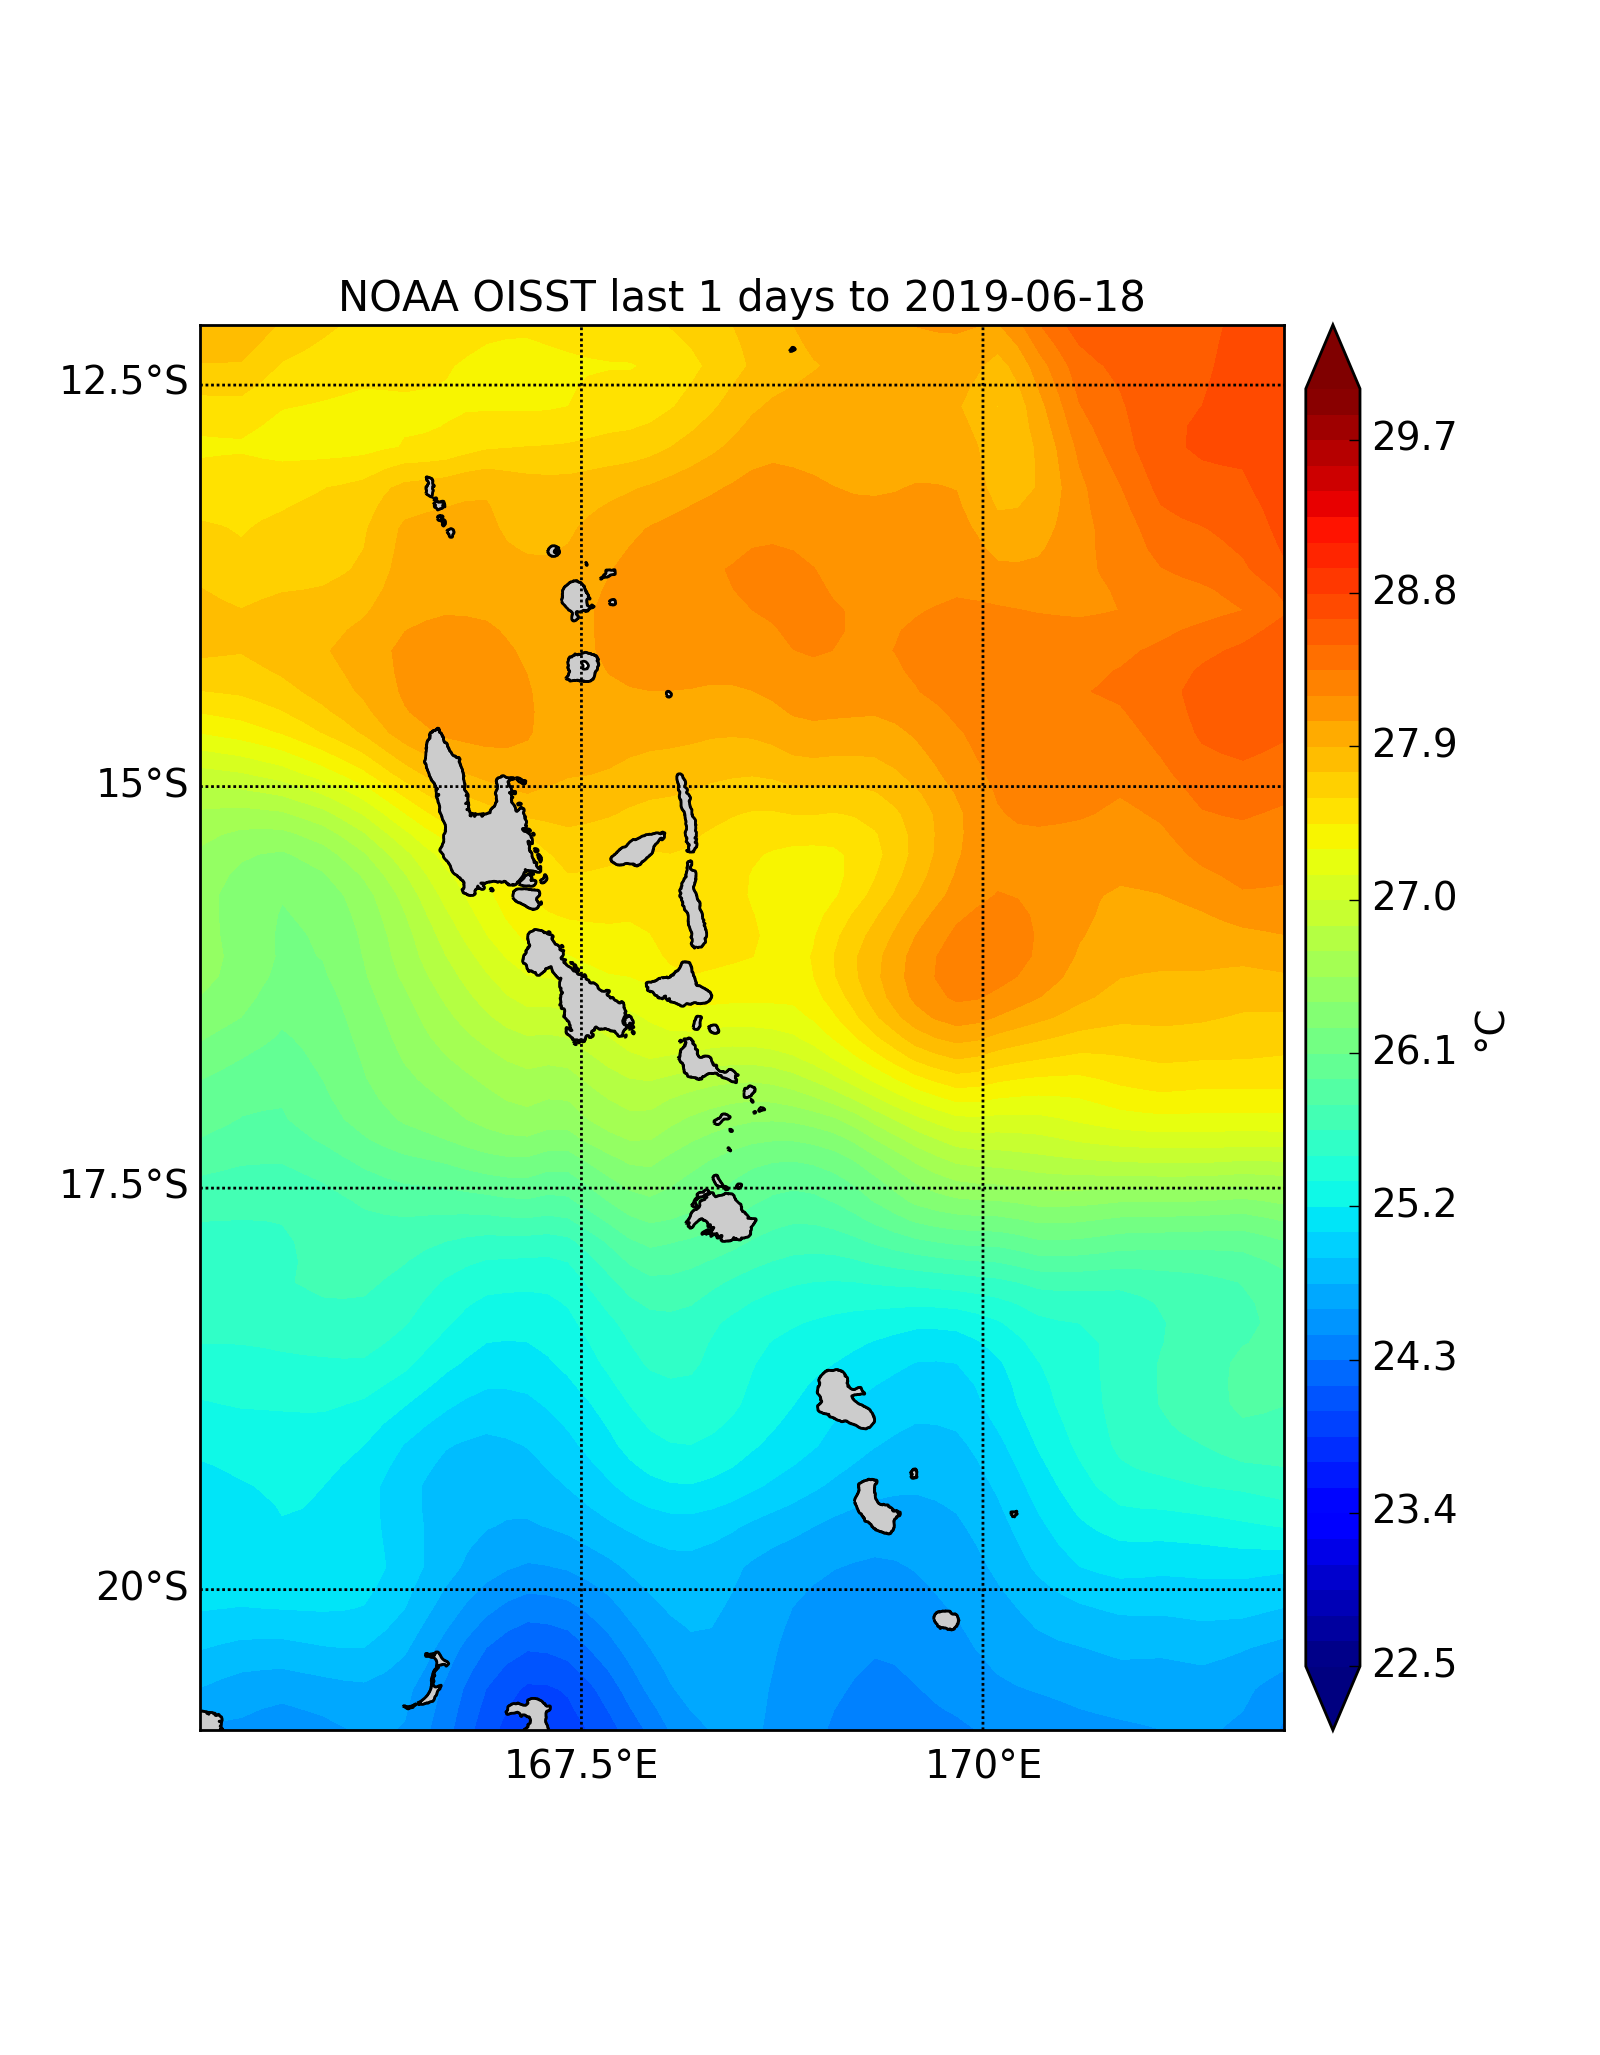 NOAA OISST last 1 days to 2019-06-18
12.5°S
15°S
17.5°S
20°S
167.5°E
170°E
29.7
28.8
27.9
27.0
26.1
25.2
24.3
23.4
22.5
°C